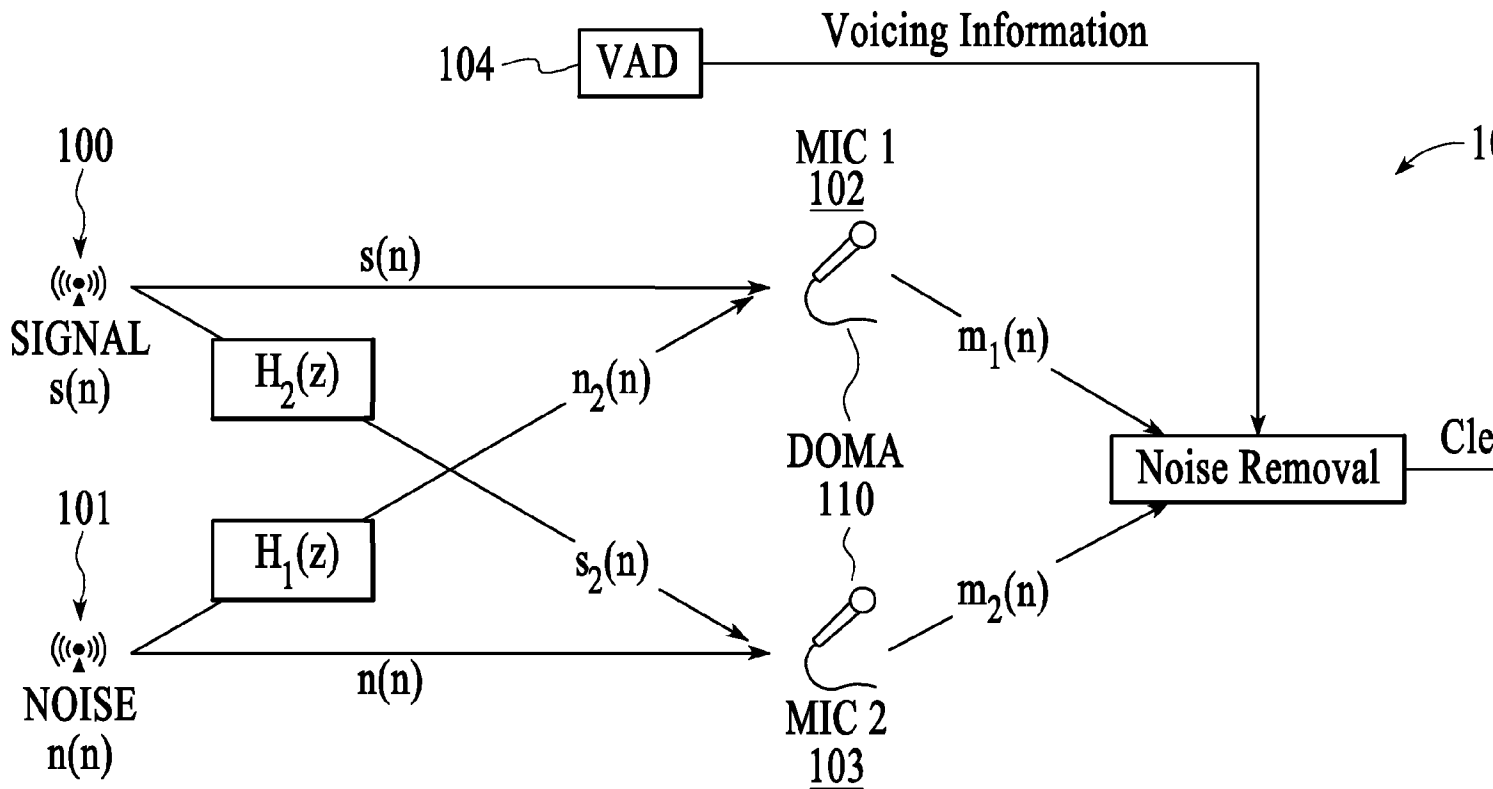 Voicing Information
104
VAD
100
MIC 1
102
s(n)
SIGNAL
s(n)
H₂(z)
n₂(n)
m₁(n)
DOMA
110
Noise Removal
101
H₁(z)
s₂(n)
m₂(n)
n(n)
NOISE
n(n)
MIC 2
103